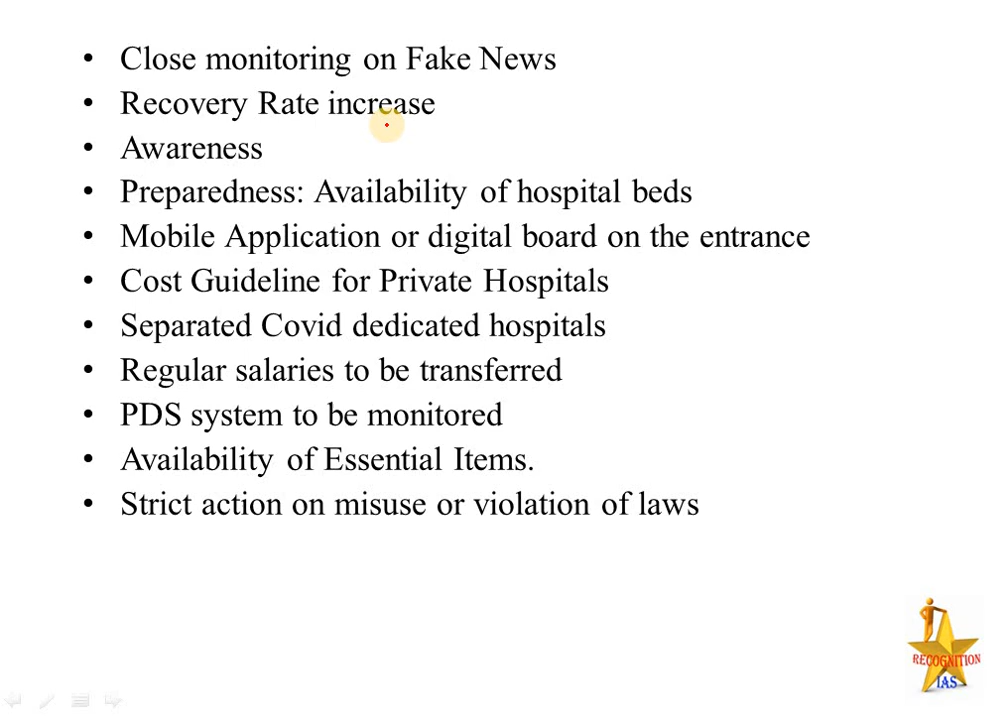 • Close monitoring on Fake News
• Recovery Rate increase
• Awareness
• Preparedness: Availability of hospital beds
• Mobile Application or digital board on the entrance
• Cost Guideline for Private Hospitals
• Separated Covid dedicated hospitals
• Regular salaries to be transferred
• PDS system to be monitored
• Availability of Essential Items.
• Strict action on misuse or violation of laws
RECOGNITION
IAS